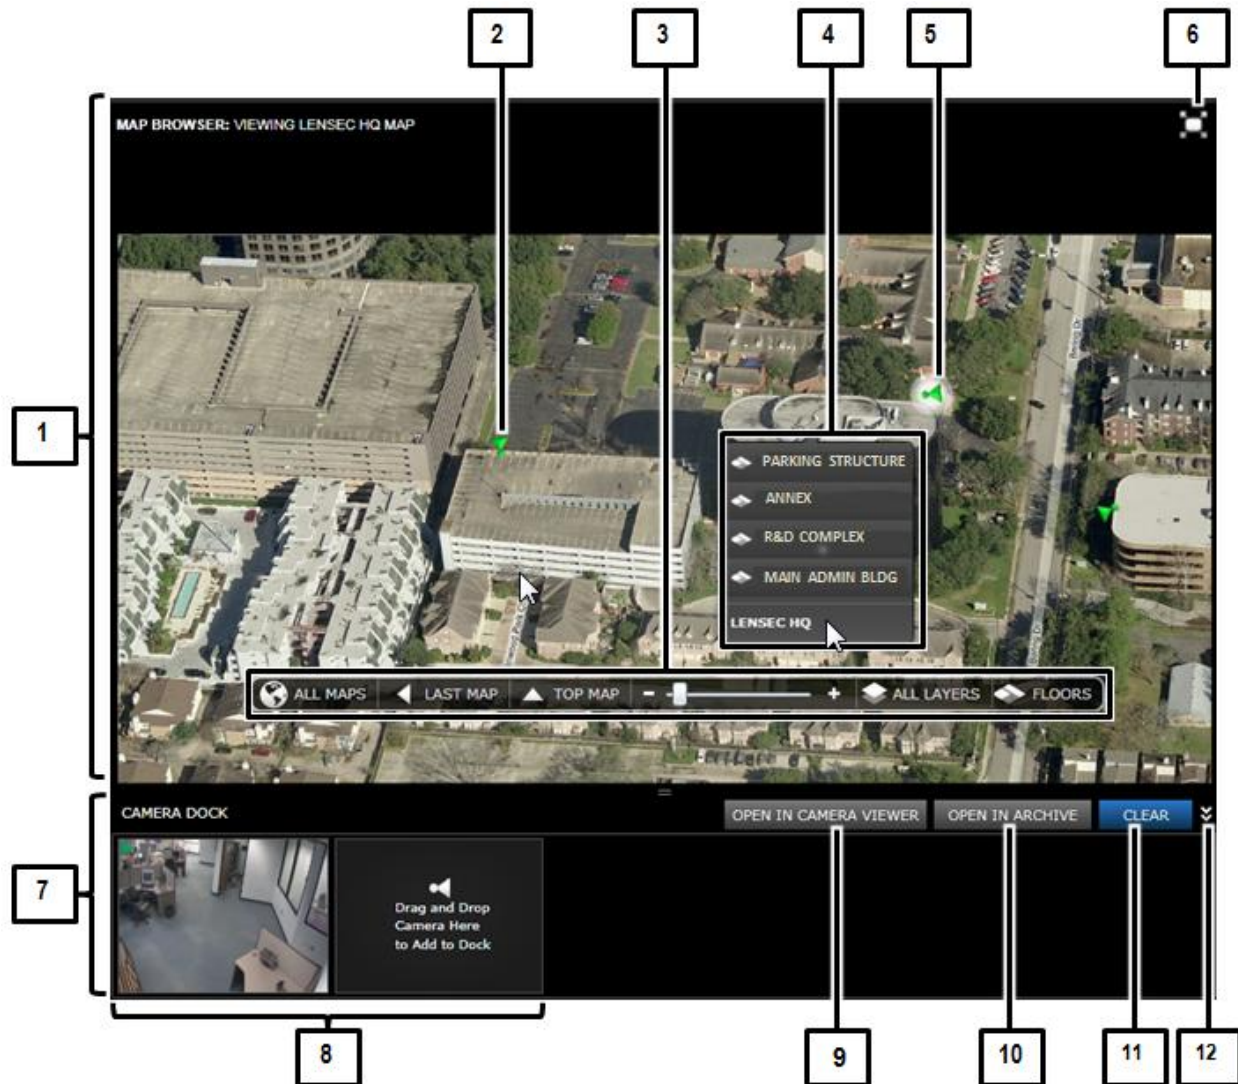 2 3 4 5 6
MAP BROWSER: VIEWING LENSEC HQ MAP
1
PARKING STRUCTURE
ANNEX
R&D COMPLEX
MAIN ADMIN BLDG
LENSEC HQ
ALL MAPS LAST MAP TOP MAP - + ALL LAYERS FLOORS
CAMERA DOCK OPEN IN CAMERA VIEWER OPEN IN ARCHIVE CLEAR
7
Drag and Drop
Camera Here
to Add to Dock
8 9 10 11 12